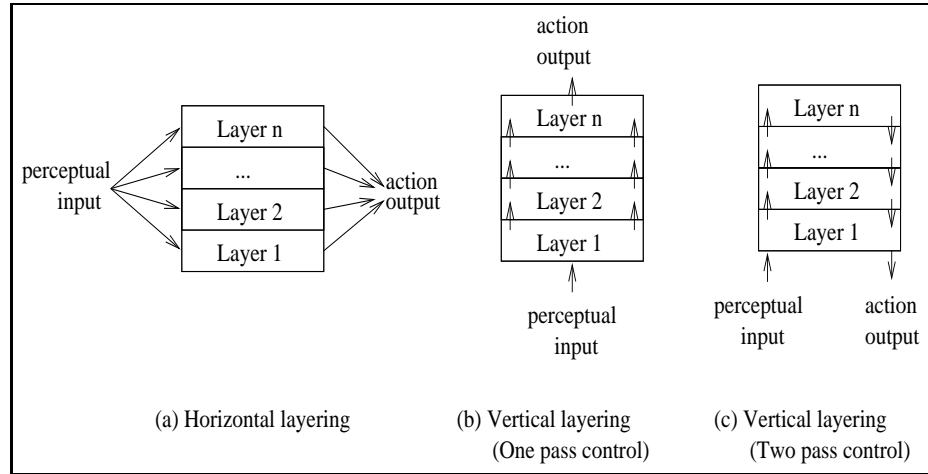 perceptual
input
Layer n
...
Layer 2
Layer 1
action
output
(a) Horizontal layering
action
output
Layer n
...
Layer 2
Layer 1
perceptual
input
(b) Vertical layering
(One pass control)
Layer n
...
Layer 2
Layer 1
perceptual
input
action
output
(c) Vertical layering
(Two pass control)